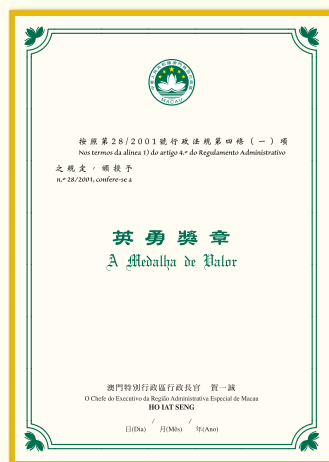 MACAU
按照第28/2001號行政法規第四條（一）項
Nos termos da alínea 1) do artigo 4.º do Regulamento Administrativo
之規定，頒授予
n.º 28/2001, confere-se a
英勇獎章
A Medalha de Valor
澳門特別行政區行政長官 賀一誠
O Chefe do Executivo da Região Administrativa Especial de Macau
HO IAT SENG
/ /
日(Dia) 月(Mês) 年(Ano)